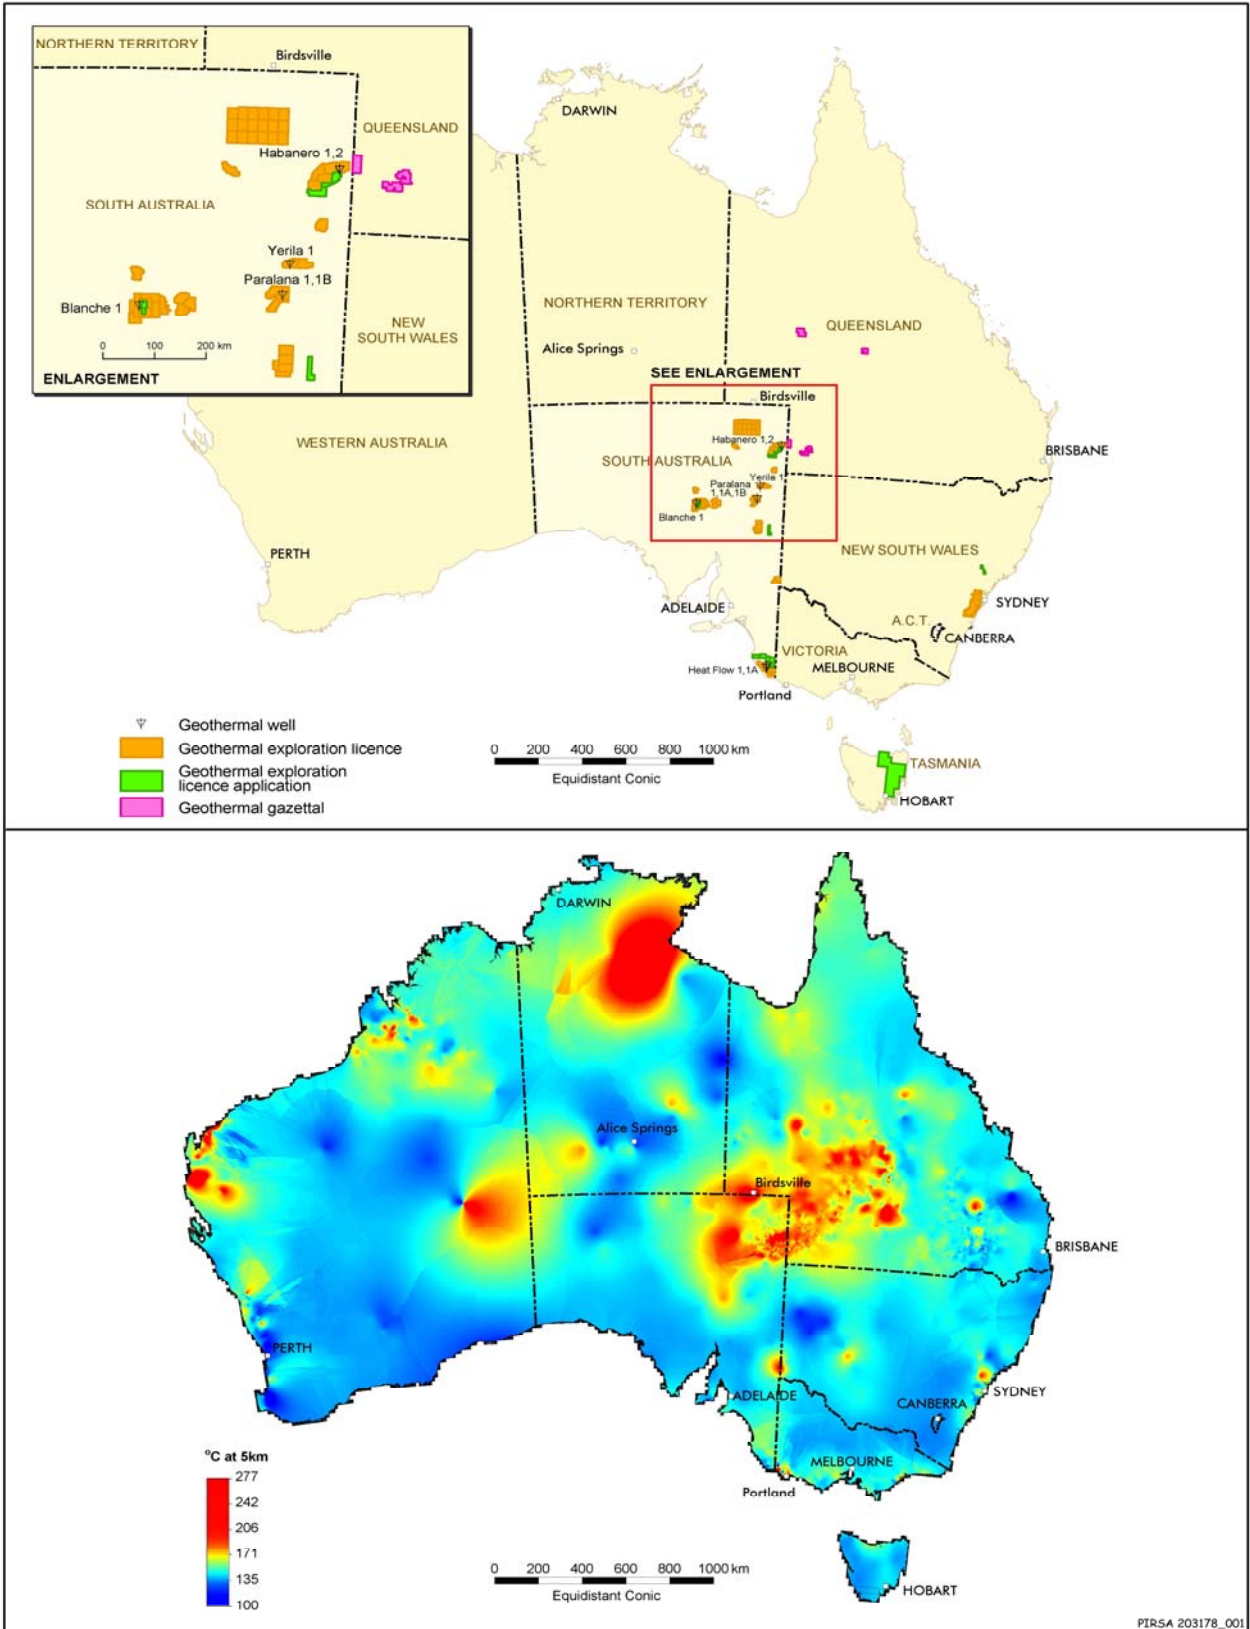 NORTHERN TERRITORY
Birdsville
QUEENSLAND
Habanero 1,2
SOUTH AUSTRALIA
Yerila 1
Paralana 1,1B
Blanche 1
NEW
SOUTH WALES
0 100 200 km
ENLARGEMENT
DARWIN
NORTHERN TERRITORY
QUEENSLAND
Alice Springs
SEE ENLARGEMENT
Birdsville
WESTERN AUSTRALIA
Habanero 1,2
BRISBANE
SOUTH AUSTRALIA
Yerila 1
Paralana
1,1A,1B
Blanche 1
PERTH
NEW SOUTH WALES
ADELAIDE
SYDNEY
A.C.T.
CANBERRA
VICTORIA
Heat Flow 1,1A
MELBOURNE
Portland
Geothermal well
Geothermal exploration licence
Geothermal exploration
licence application
Geothermal gazettal
0 200 400 600 800 1000 km
Equidistant Conic
TASMANIA
HOBART
DARWIN
Alice Springs
Birdsville
BRISBANE
PERTH
ADELAIDE
SYDNEY
CANBERRA
MELBOURNE
Portland
°C at 5km
277
242
206
171
135
100
0 200 400 600 800 1000 km
Equidistant Conic
HOBART
PIRSA 203178_001